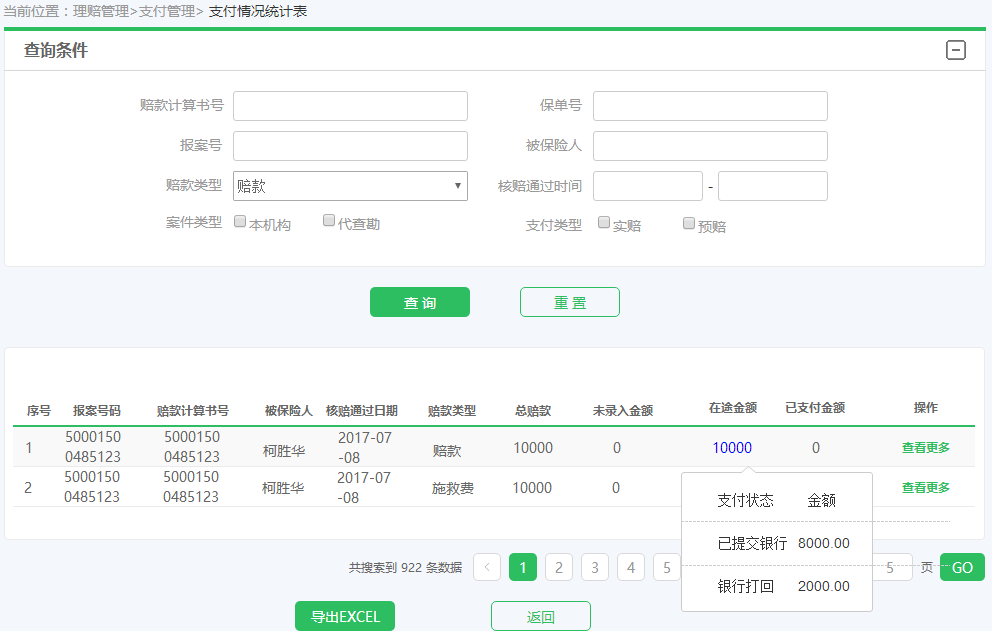 当前位置：理赔管理>支付管理> 支付情况统计表
查询条件
赔款计算书号 保单号
报案号 被保险人
赔款类型 赔款 核赔通过时间 -
案件类型 本机构 代查勘 支付类型 实赔 预赔
查 询 重 置
序号 报案号码 赔款计算书号 被保险人 核赔通过日期 赔款类型 总赔款 未录入金额 在途金额 已支付金额 操作
1 5000150 0485123 5000150 0485123 柯胜华 2017-07 -08 赔款 10000 0 10000 0 查看更多
2 5000150 0485123 5000150 0485123 柯胜华 2017-07 -08 施救费 10000 0 查看更多
支付状态 金额
已提交银行 8000.00
银行打回 2000.00
共搜索到 922 条数据 < 1 2 3 4 5 5 页 GO
导出EXCEL 返回